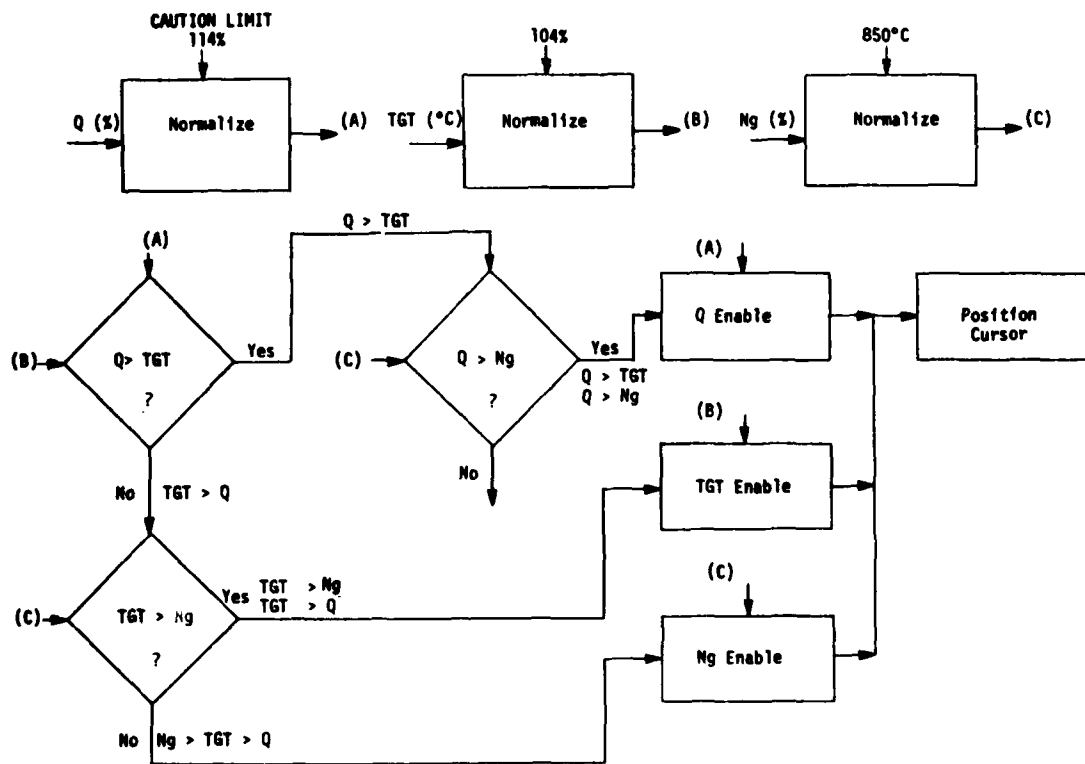 CAUTION LIMIT
114%
104%
850°C
Q (%)
Normalize
(A)
TGT (°C)
Normalize
(B)
Ng (%)
Normalize
(C)
Q > TGT
(A)
(A)
(B)
Q> TGT
?
Yes
(C)
Q > Ng
?
Yes
Q > TGT
Q > Ng
Q Enable
Position
Cursor
No
(B)
TGT Enable
No
TGT > Q
(C)
TGT > Ng
?
Yes
TGT > Ng
TGT > Q
(C)
Ng Enable
No
Ng > TGT > Q